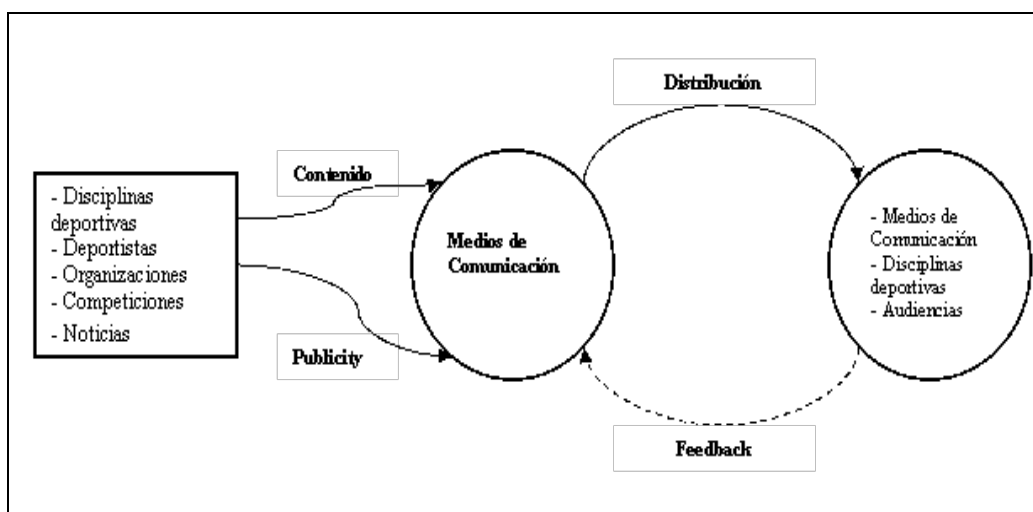 Distribución
Contenido
- Disciplinas
deportivas
- Deportistas
- Organizaciones
- Competiciones
- Noticias
Medios de
Comunicación
- Medios de
Comunicación
- Disciplinas
deportivas
- Audiencias
Publicity
Feedback